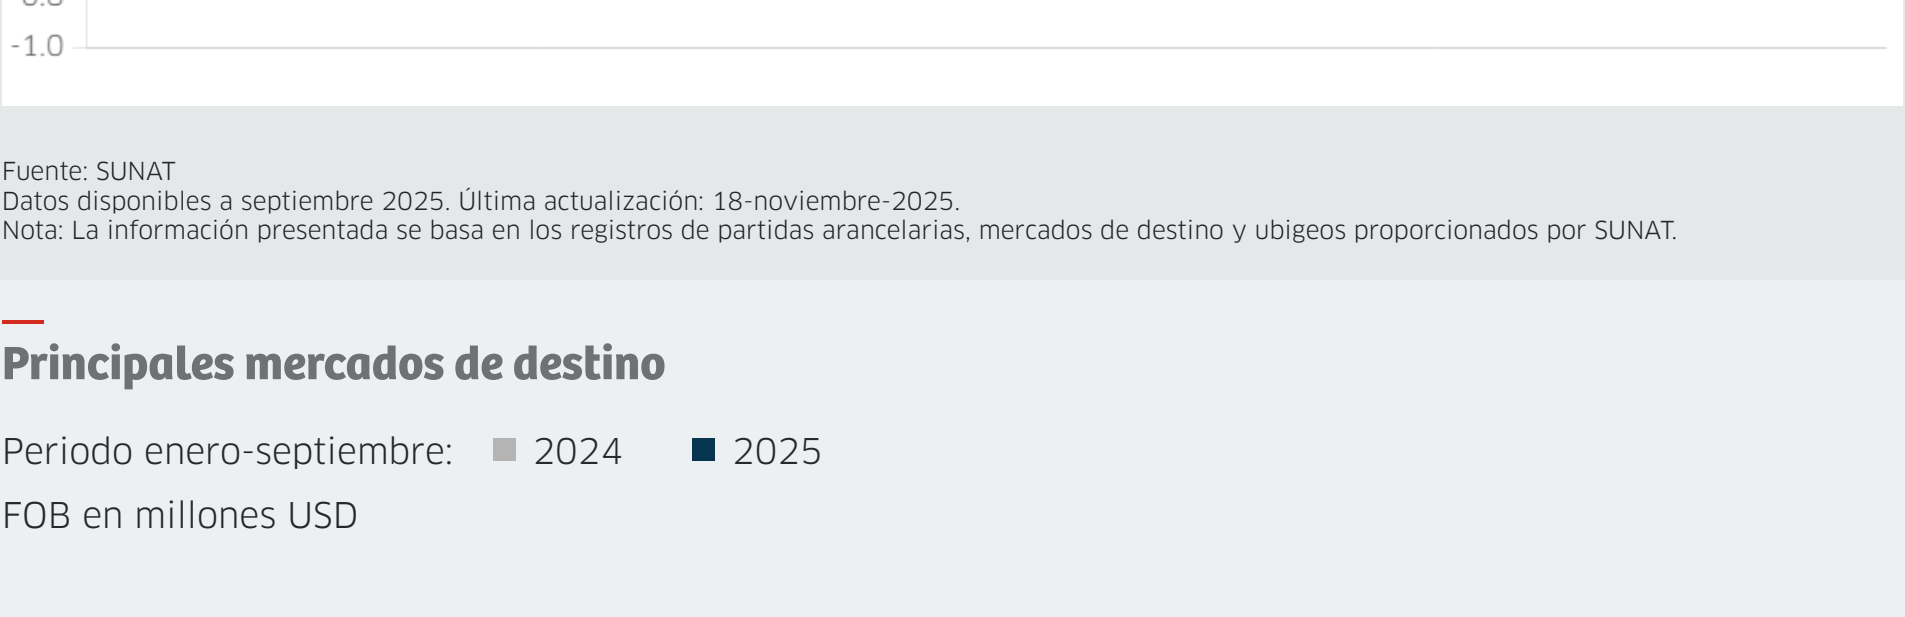 -1.0
Fuente: SUNAT
Datos disponibles a septiembre 2025. Última actualización: 18-noviembre-2025.
Nota: La información presentada se basa en los registros de partidas arancelarias, mercados de destino y ubigeos proporcionados por SUNAT.
Principales mercados de destino
Periodo enero-septiembre: 2024 2025
FOB en millones USD